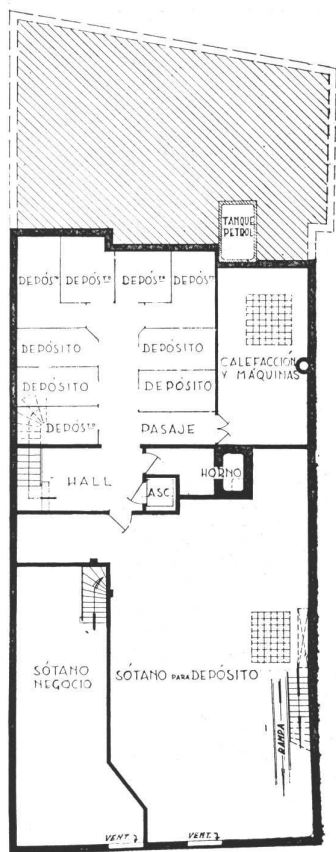 TANQUE
PETROL
DEPÓSTO
DEPÓSTO
DEPÓSTO
DEPÓSTO
DEPÓSITO
DEPÓSITO
CALEFACCIÓN
Y MÁQUINAS
DEPÓSITO
DEPÓSITO
DEPÓSTO
PASAJE
HALL
ASC.
HORNO
SÓTANO
NEGOCIO
SÓTANO PARA DEPÓSITO
RAMPA
VENT.
VENT.